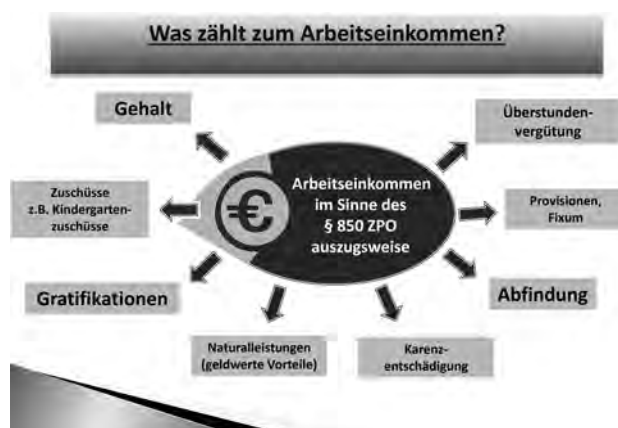 Was zählt zum Arbeitseinkommen?
Gehalt
Überstunden-
vergütung
Zuschüsse
z.B. Kindergarten-
zuschüsse
€
Arbeitseinkommen
im Sinne des
§ 850 ZPO
auszugsweise
Provisionen,
Fixum
Gratifikationen
Abfindung
Naturalleistungen
(geldwerte Vorteile)
Karenz-
entschädigung